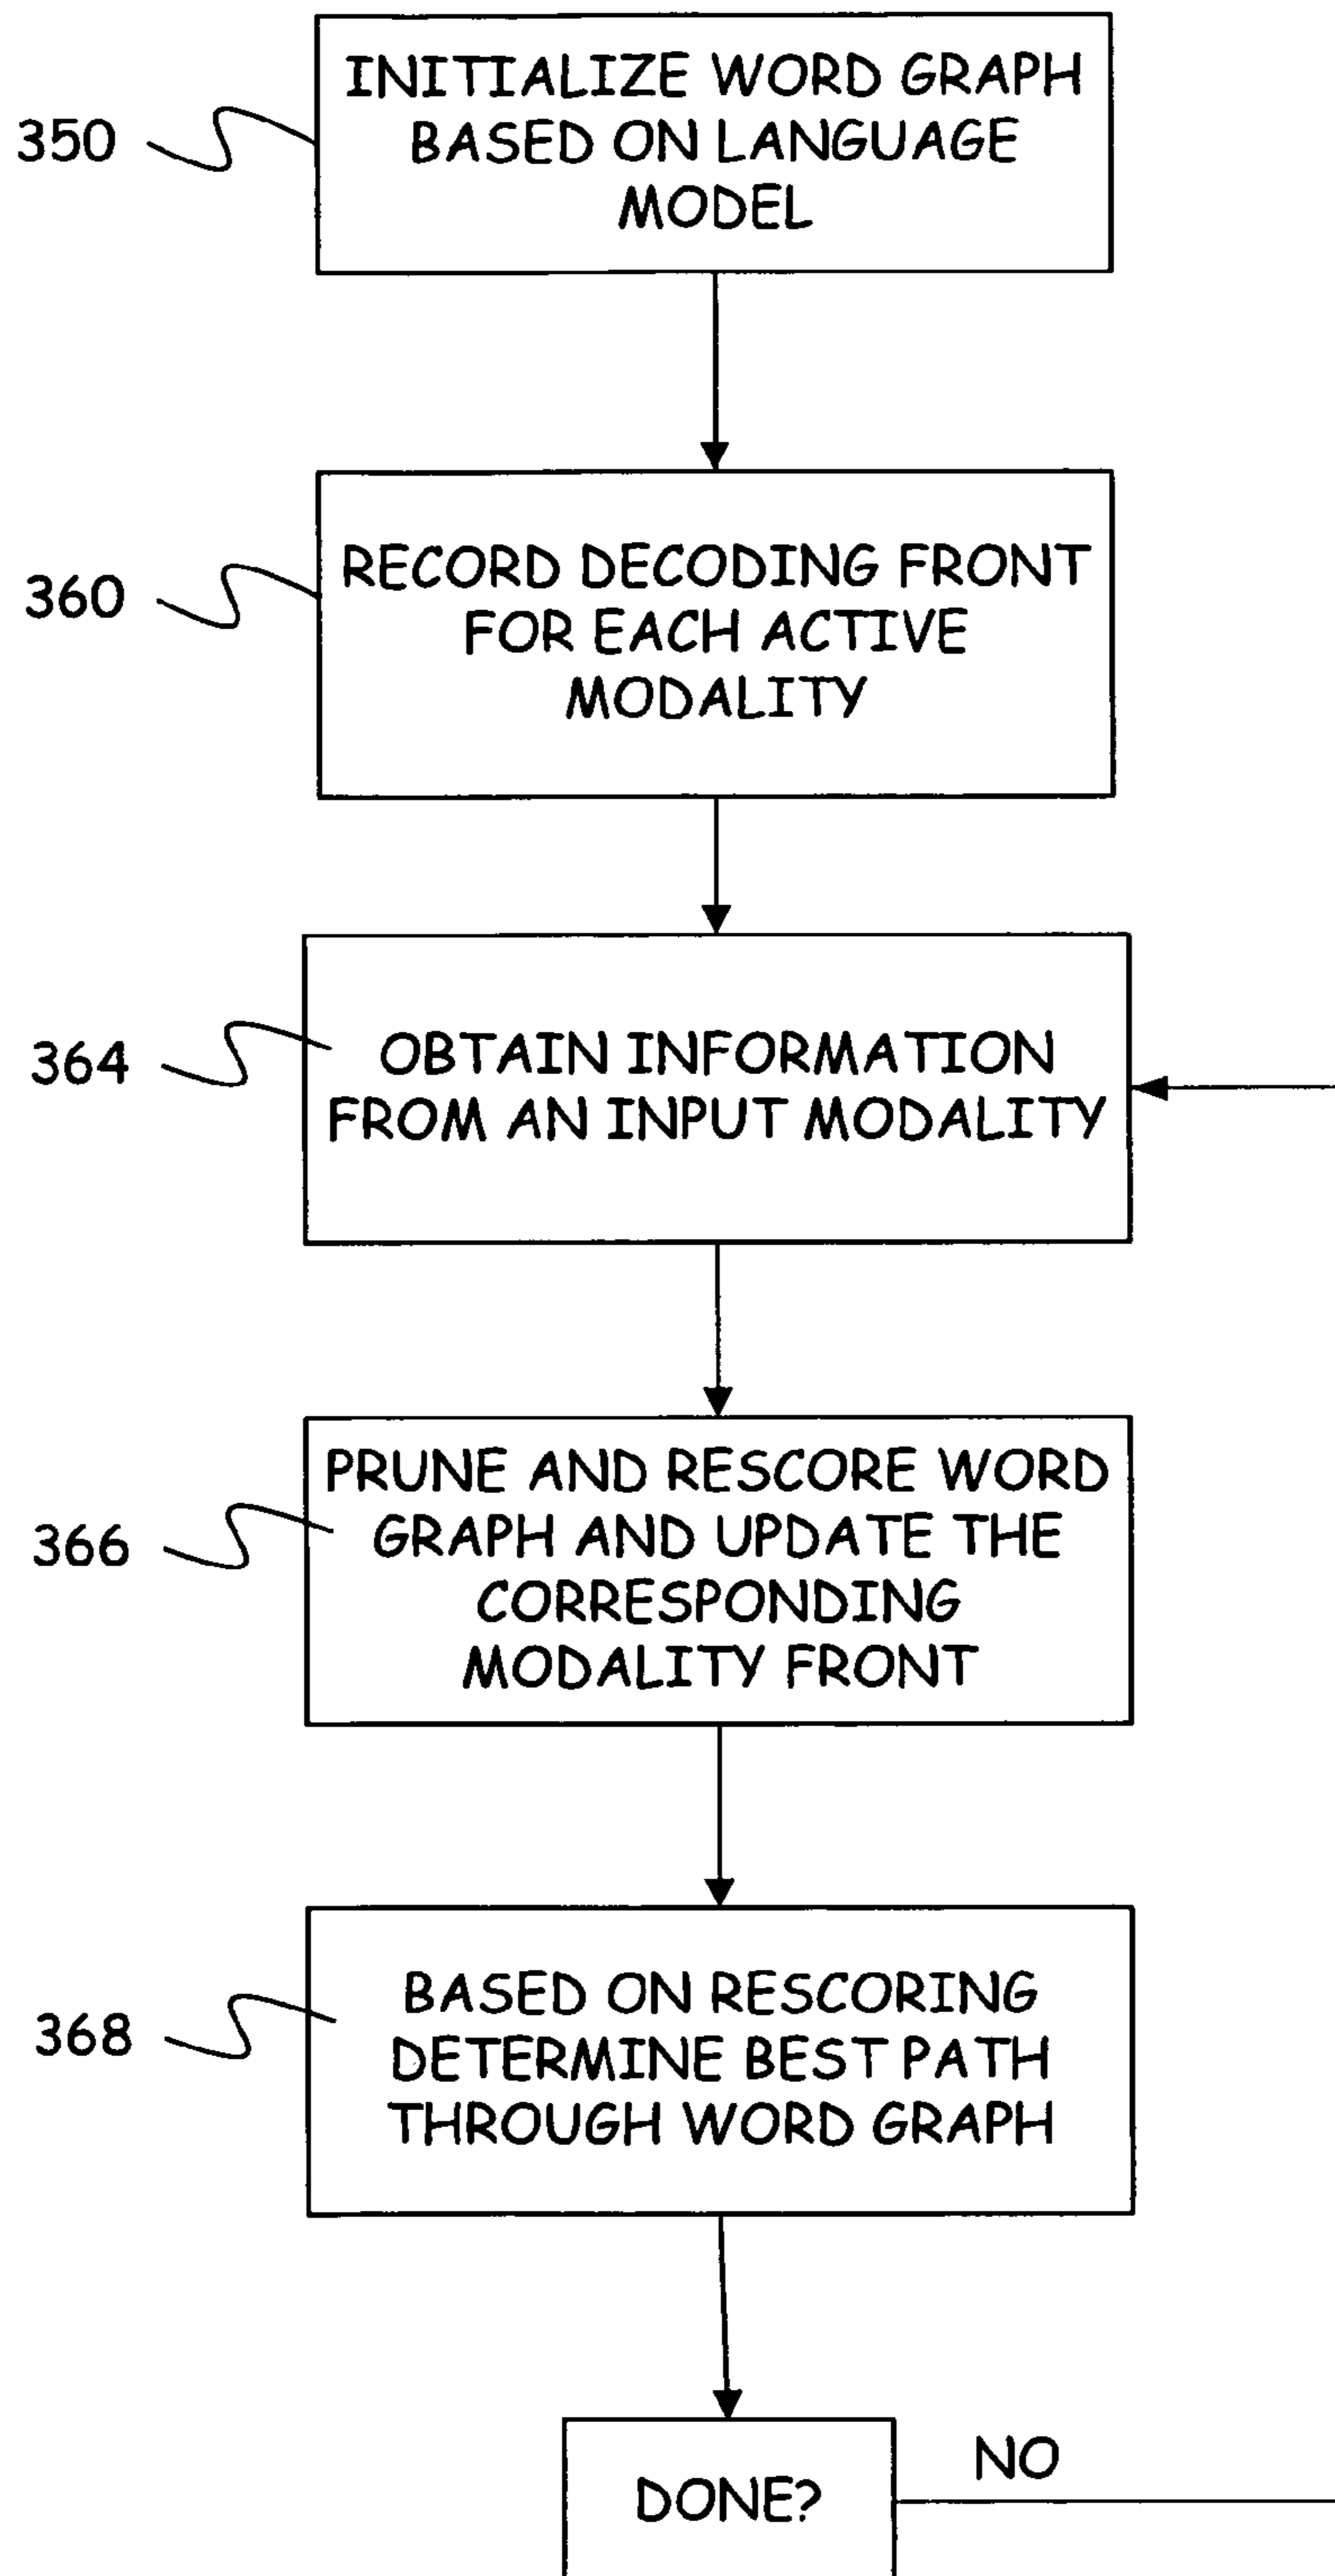 INITIALIZE WORD GRAPH
BASED ON LANGUAGE
MODEL
350
RECORD DECODING FRONT
FOR EACH ACTIVE
MODALITY
360
OBTAIN INFORMATION
FROM AN INPUT MODALITY
364
PRUNE AND RESCORE WORD
GRAPH AND UPDATE THE
CORRESPONDING
MODALITY FRONT
366
BASED ON RESCORING
DETERMINE BEST PATH
THROUGH WORD GRAPH
368
DONE?
NO